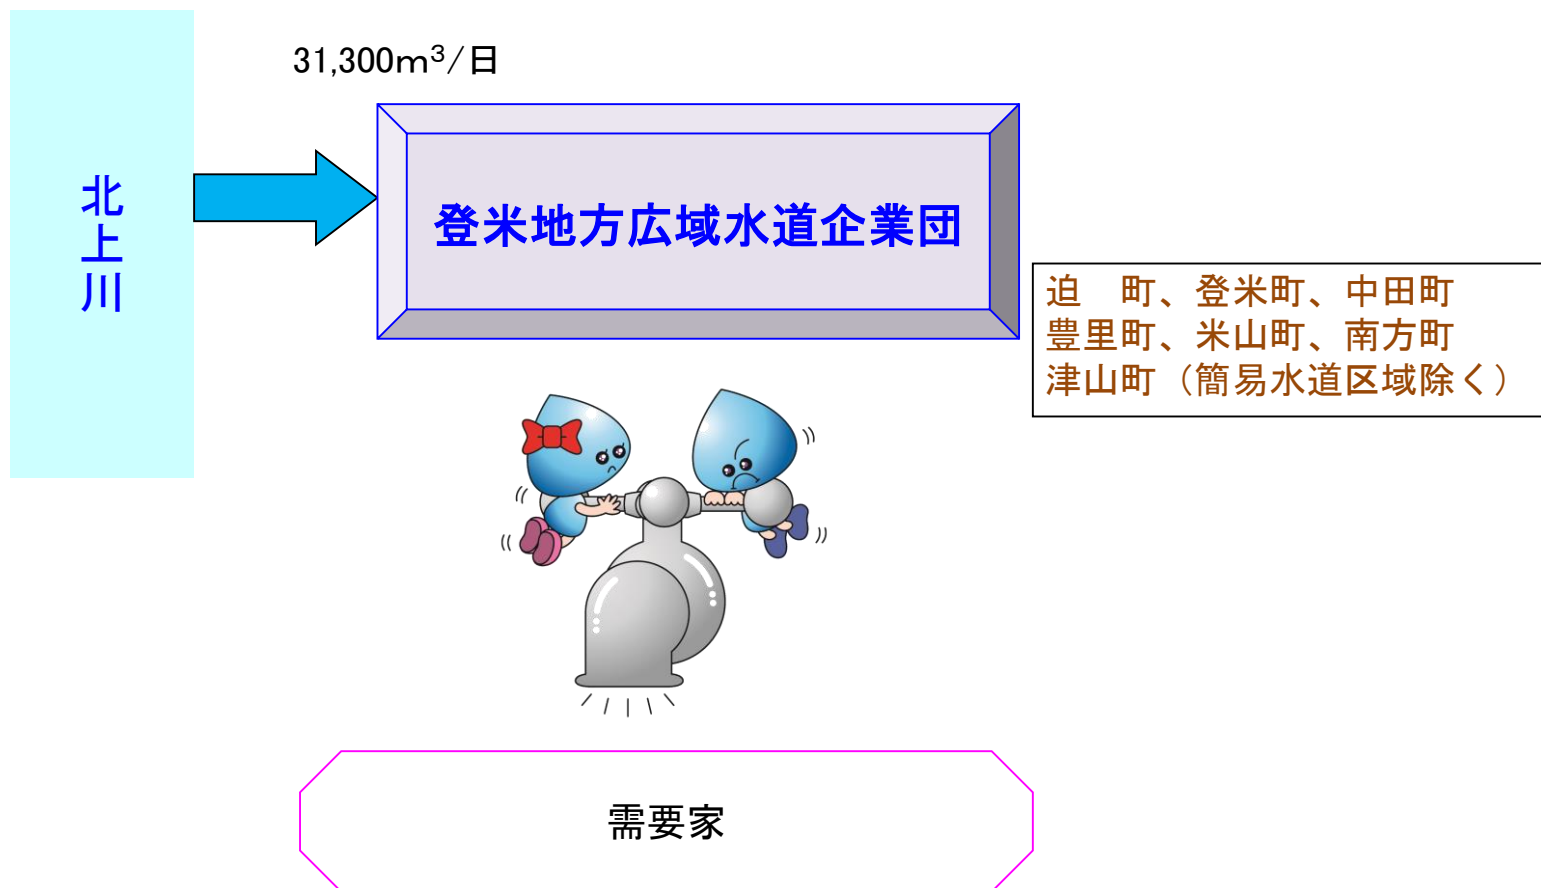 31,300m³/日
北上川
登米地方広域水道企業団
迫　町、登米町、中田町
豊里町、米山町、南方町
津山町（簡易水道区域除く）
需要家